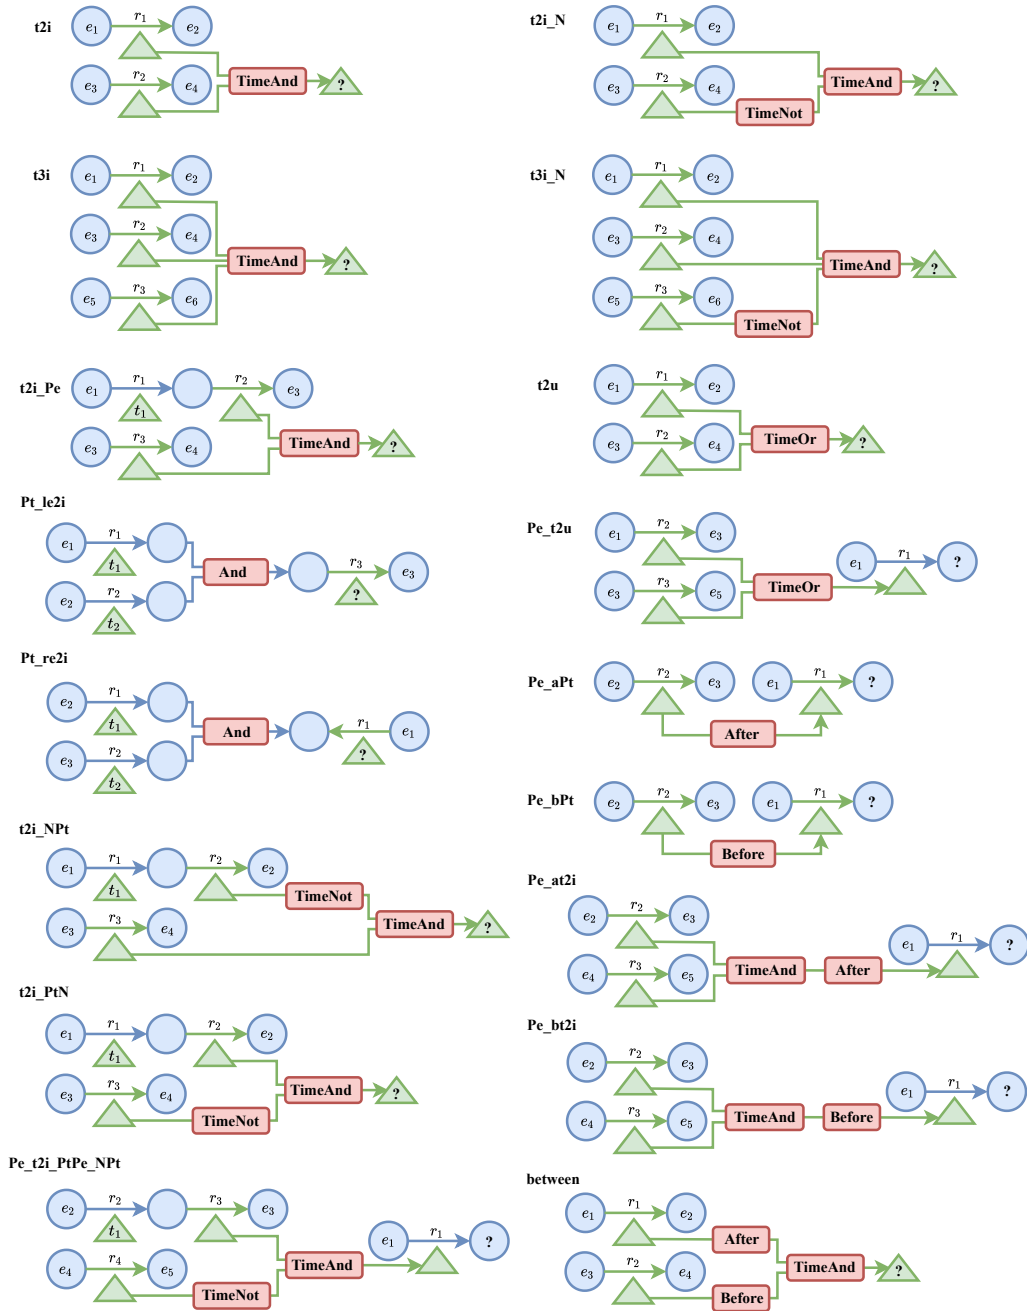 t2i
e1 r1 e2
e3 r2 e4
TimeAnd ?
t3i
e1 r1 e2
e3 r2 e4
TimeAnd ?
e5 r3 e6
t2i_Pe
e1 r1 r2 e3
t1
e3 r3 e4
TimeAnd ?
Pt_le2i
e1 r1
t1
And r3 e3
?
e2 r2
t2
Pt_re2i
e2 r1
t1
And r1 e1
?
e3 r2
t2
t2i_NPt
e1 r1 r2 e2
t1
TimeNot
e3 r3 e4
TimeAnd ?
t2i_PtN
e1 r1 r2 e2
t1
e3 r3 e4
TimeAnd ?
TimeNot
Pe_t2i_PtPe_NPt
e2 r2 r3 e3
t1
e1 r1 ?
e4 r4 e5
TimeAnd
TimeNot
t2i_N
e1 r1 e2
e3 r2 e4
TimeAnd ?
TimeNot
t3i_N
e1 r1 e2
e3 r2 e4
TimeAnd ?
e5 r3 e6
TimeNot
t2u
e1 r1 e2
e3 r2 e4
TimeOr ?
Pe_t2u
e1 r2 e3
e1 r1 ?
e3 r3 e5
TimeOr
Pe_aPt
e2 r2 e3 e1 r1 ?
After
Pe_bPt
e2 r2 e3 e1 r1 ?
Before
Pe_at2i
e2 r2 e3
e1 r1 ?
e4 r3 e5
TimeAnd After
Pe_bt2i
e2 r2 e3
e1 r1 ?
e4 r3 e5
TimeAnd Before
between
e1 r1 e2
After
e3 r2 e4
TimeAnd ?
Before